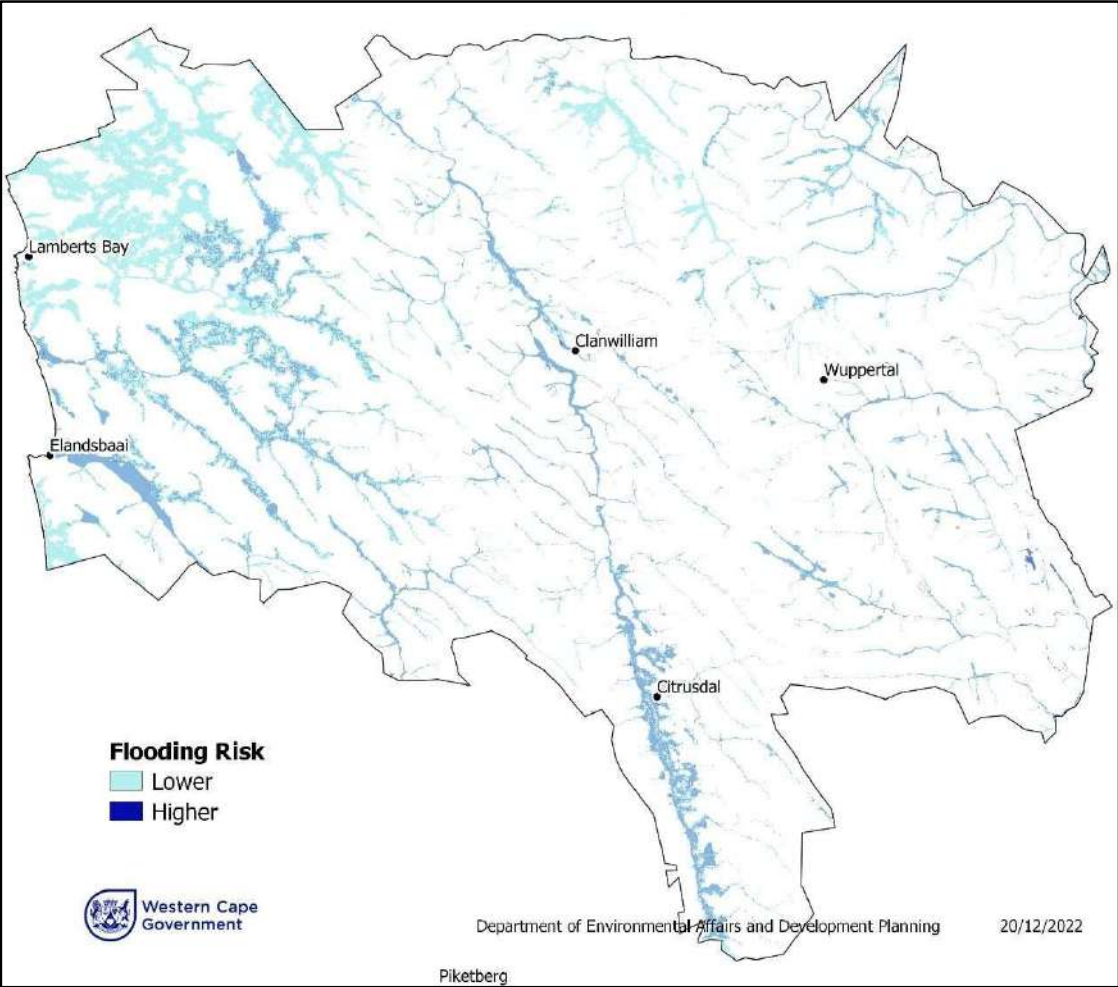 Lamberts Bay
Clanwilliam
Wuppertal
Elandsbaai
Citrusdal
Flooding Risk
Lower
Higher
Western Cape
Government
Department of Environmental Affairs and Development Planning 20/12/2022
Piketberg